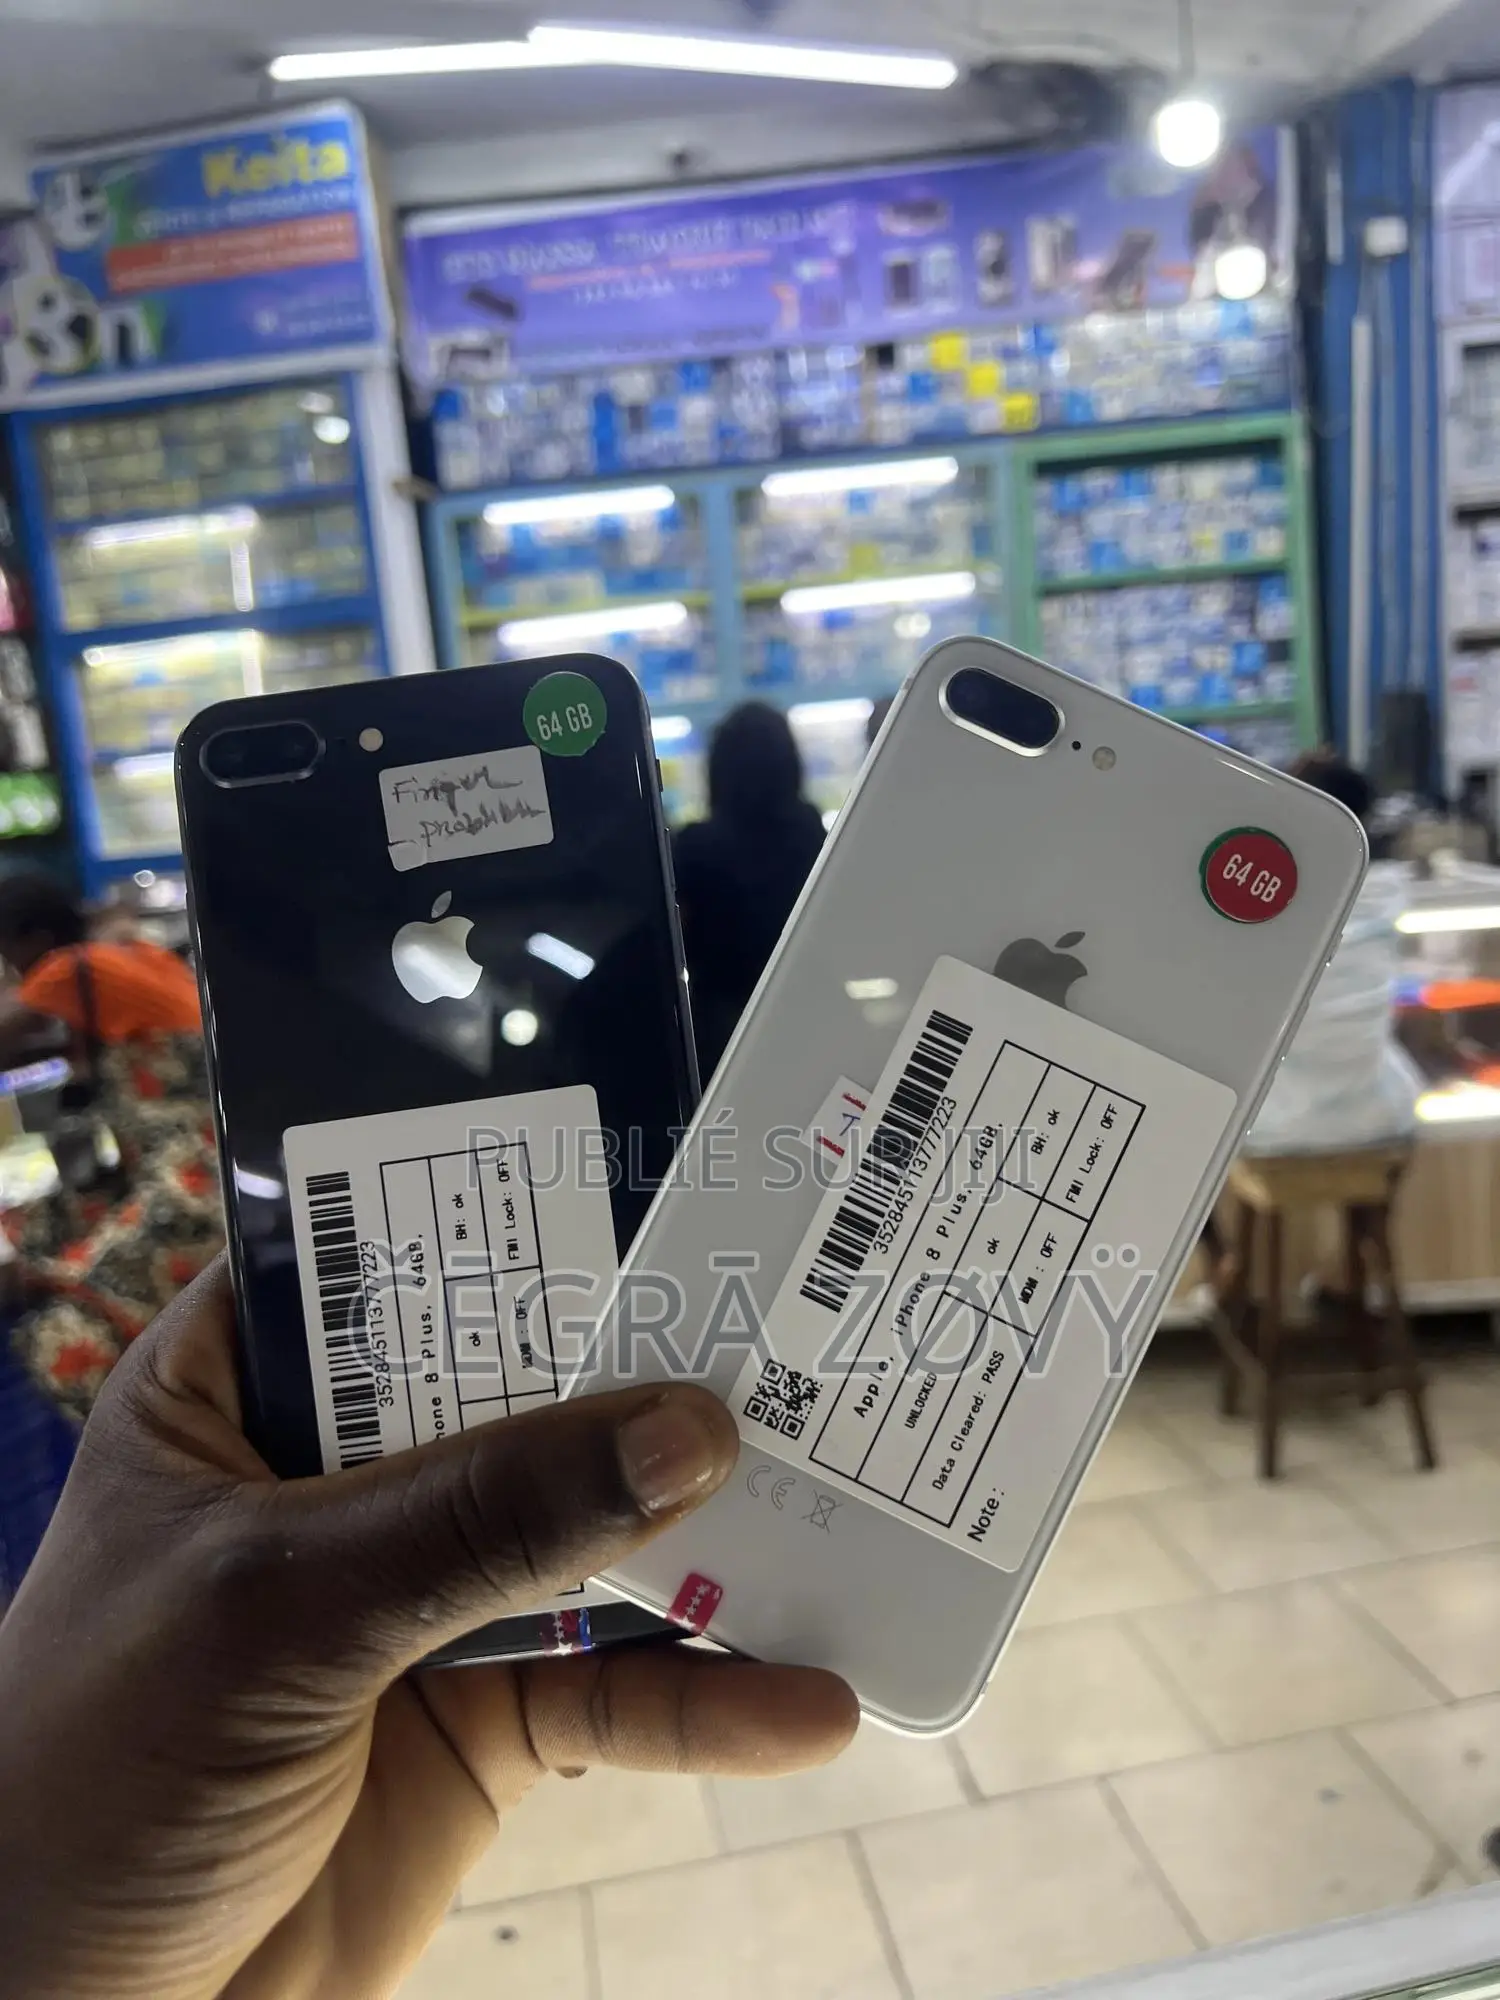 Keita
64 GB
Finger
problem
64 GB
352845113777223
hone 8 Plus, 64GB,
ok
BH: ok
MDM : OFF
FMI Lock: OFF
352845113777223
Apple, iPhone 8 Plus, 64GB,
UNLOCKED
ok
BH: ok
Data Cleared: PASS
MDM : OFF
FMI Lock: OFF
Note:
CE
PUBLIÉ SUR JIJI
ČĒGRĀ ZØVŸ